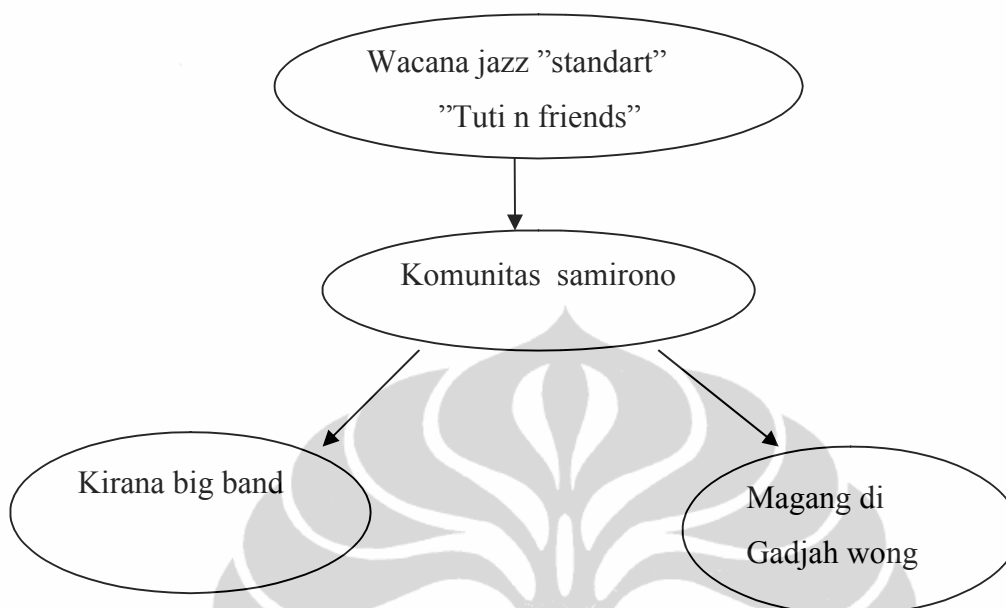 Wacana jazz ”standart”
”Tuti n friends”
Komunitas samirono
Kirana big band
Magang di
Gadjah wong